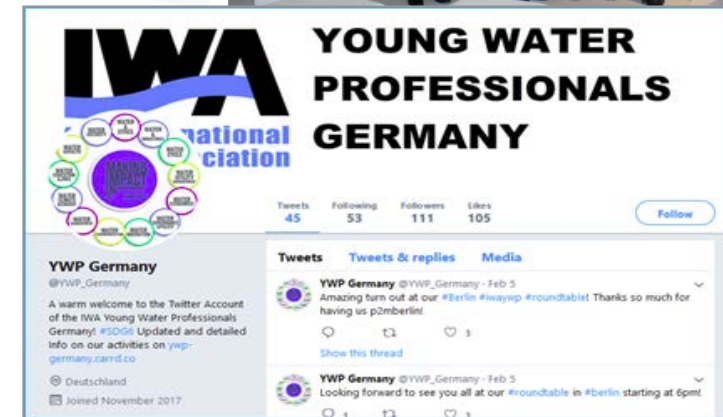 IWA
YOUNG WATER
PROFESSIONALS
GERMANY
national
ciation
MAKING
IMPACT
Tweets Following Followers Likes
45 53 111 105
Follow
YWP Germany
@YWP_Germany
A warm welcome to the Twitter Account
of the IWA Young Water Professionals
Germany! #SDG6 Updated and detailed
Info on our activities on ywp-
germany.carrd.co
Deutschland
Joined November 2017
Tweets Tweets & replies Media
YWP Germany @YWP_Germany · Feb 5
Amazing turn out at our #Berlin #iwaywp #roundtable! Thanks so much for
having us p2mberlin!
3
Show this thread
YWP Germany @YWP_Germany · Feb 5
Looking forward to see you all at our #roundtable in #berlin starting at 6pm!
1 3